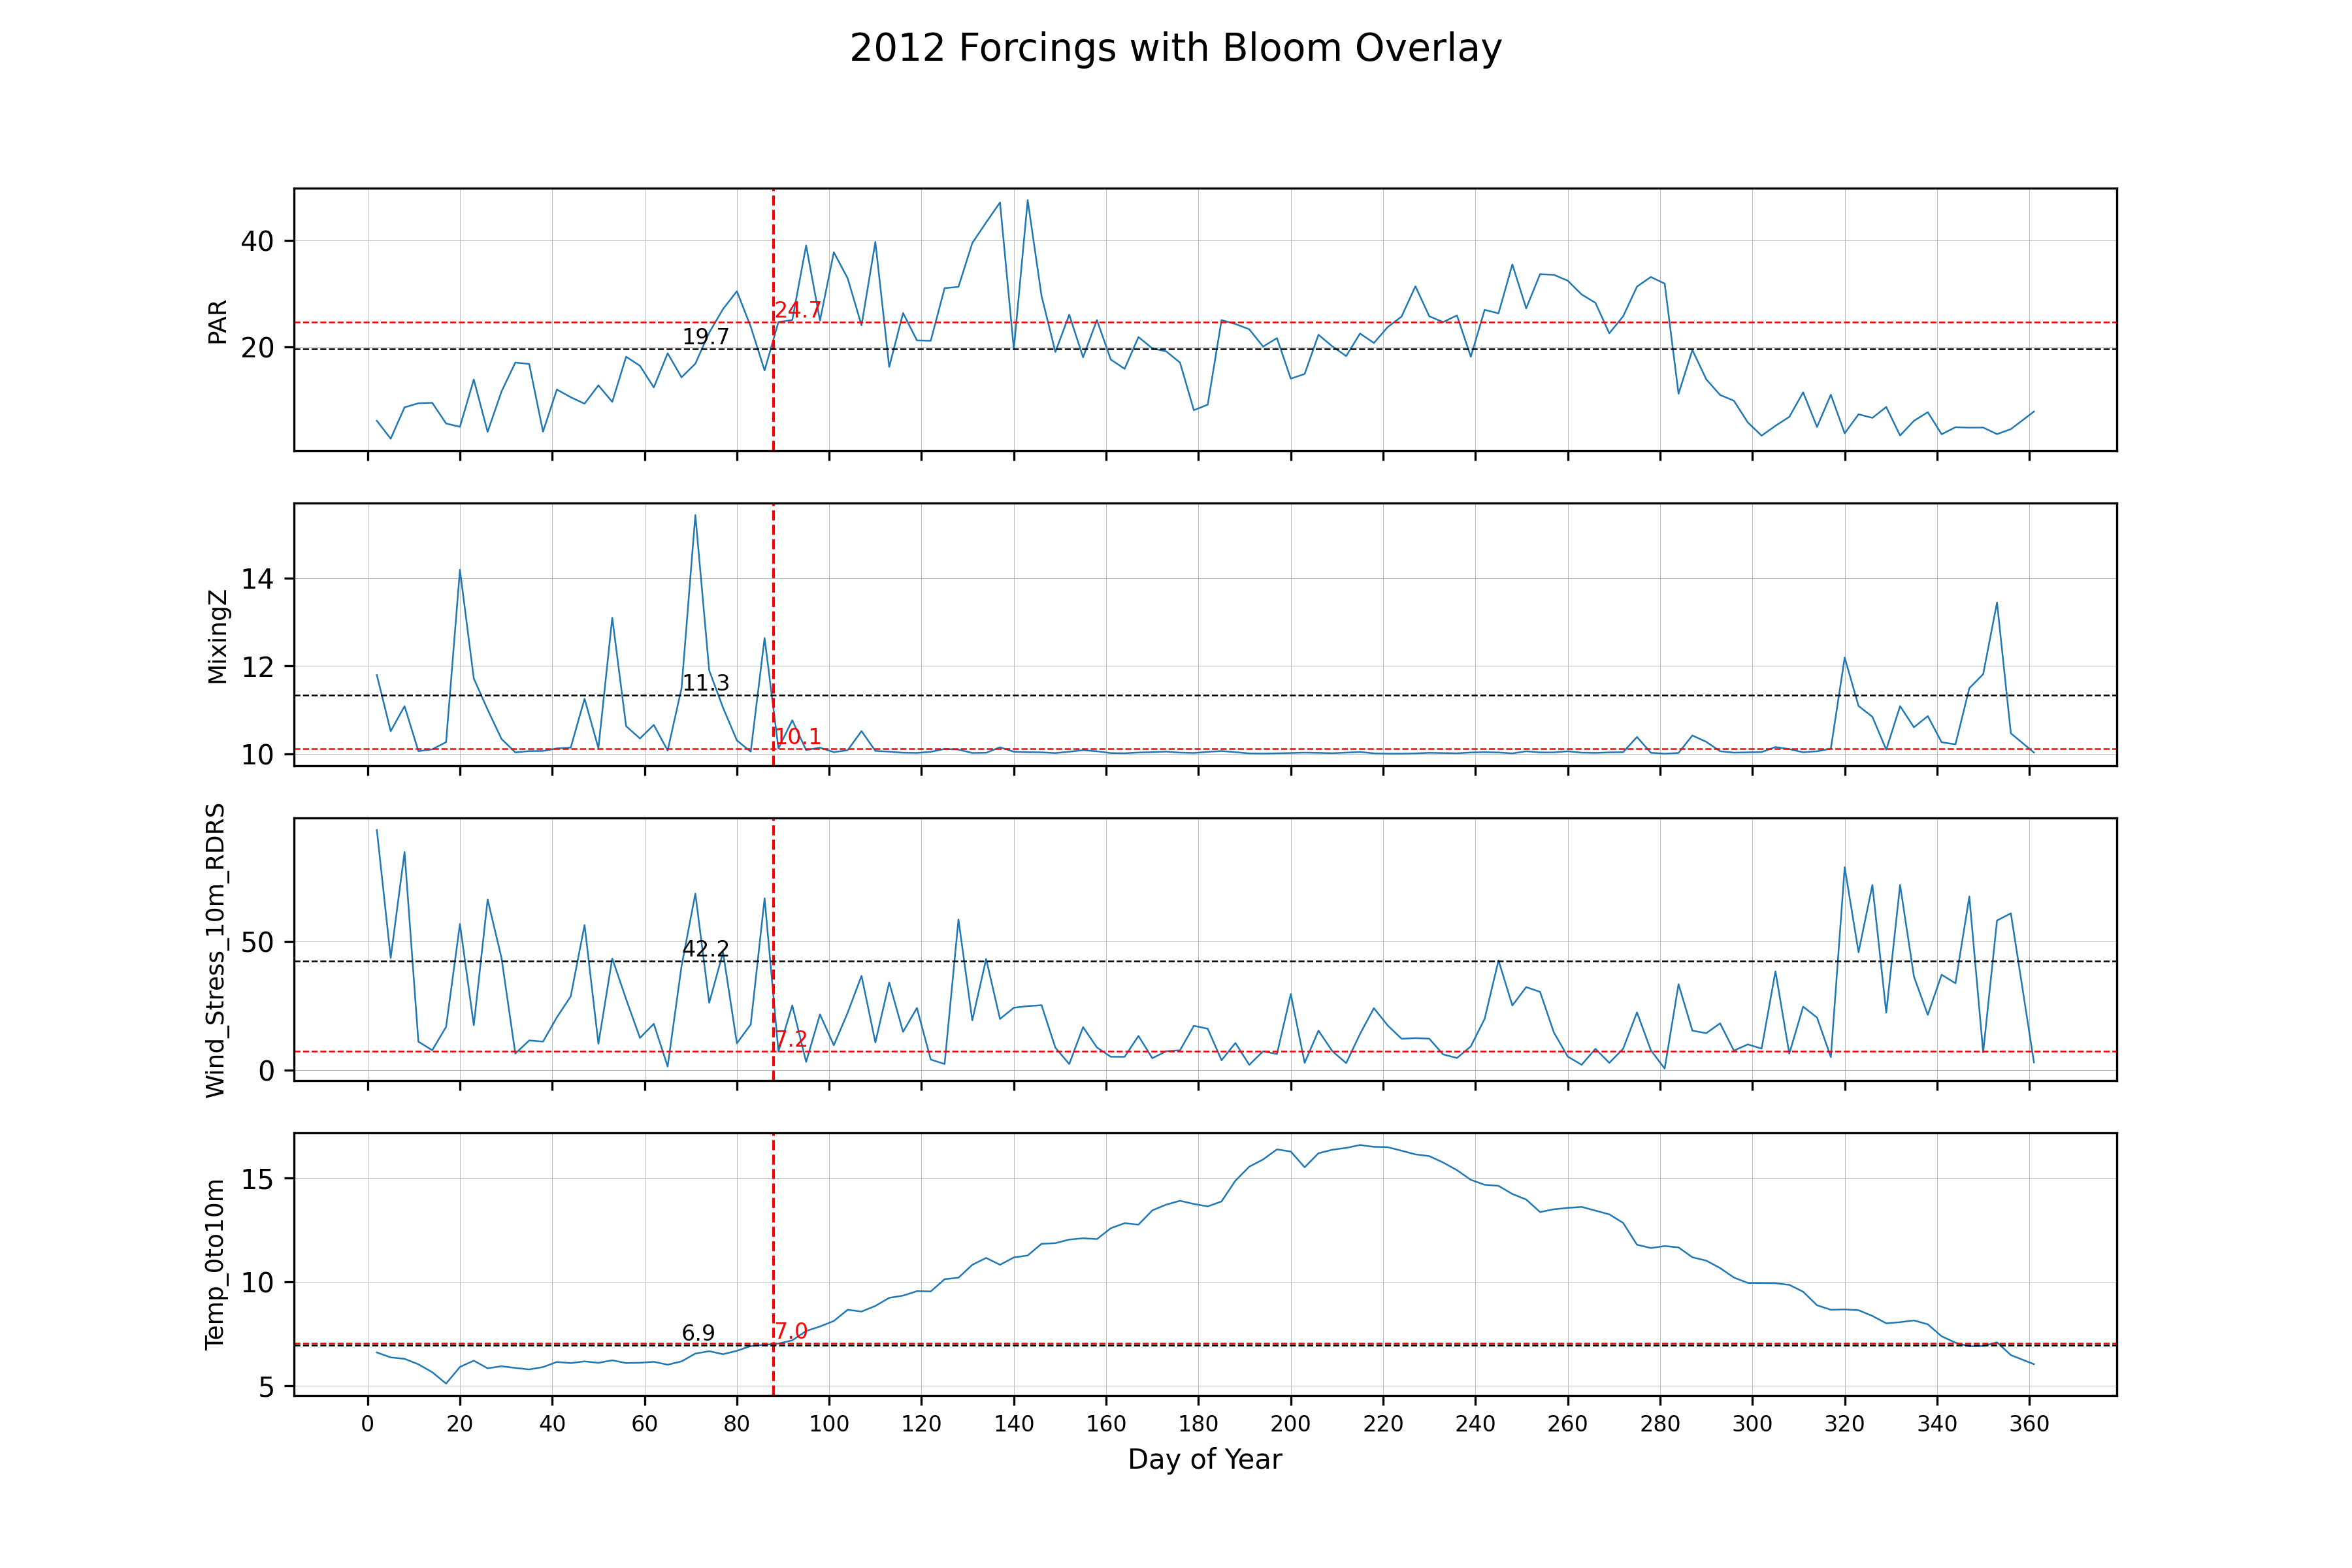 2012 Forcings with Bloom Overlay
PAR
40
20
24.7
19.7
MixingZ
14
12
10
11.3
10.1
Wind_Stress_10m_RDRS
50
0
42.2
7.2
Temp_0to10m
15
10
5
6.9
7.0
0 20 40 60 80 100 120 140 160 180 200 220 240 260 280 300 320 340 360
Day of Year